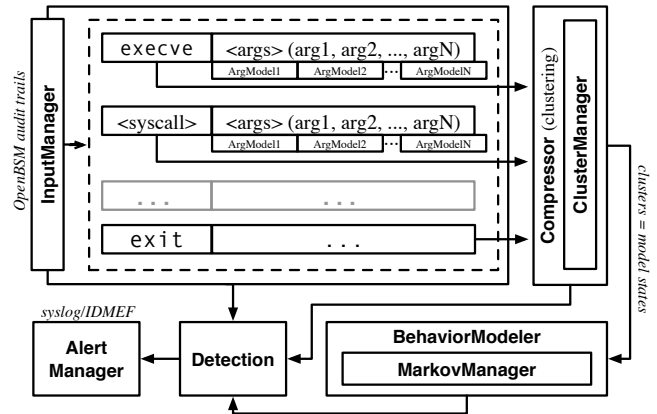 OpenBSM audit trails
InputManager
execve <args> (arg1, arg2, ..., argN)
ArgModel1 ArgModel2 ... ArgModelN
<syscall> <args> (arg1, arg2, ..., argN)
ArgModel1 ArgModel2 ... ArgModelN
... ...
exit ...
Compressor (clustering)
ClusterManager
clusters = model states
syslog/IDMEF
Alert
Manager
Detection
BehaviorModeler
MarkovManager